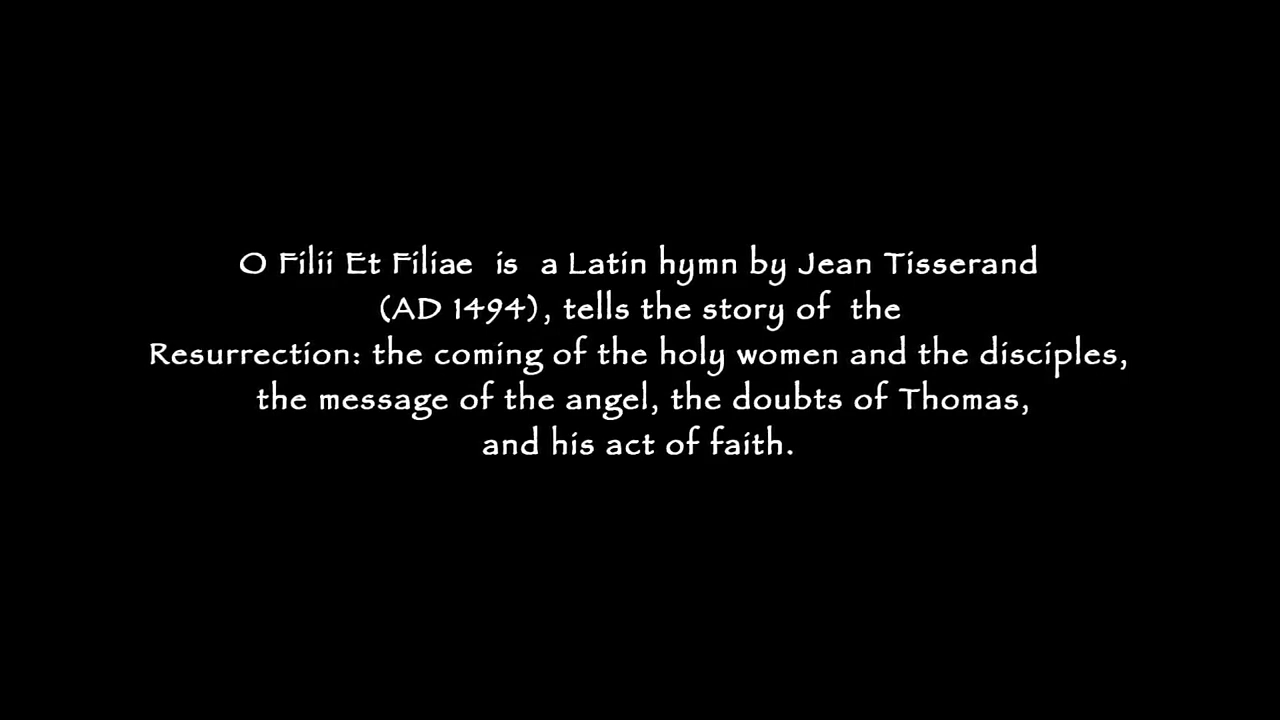 O Filii Et Filiae is a Latin hymn by Jean Tisserand
(AD 1494), tells the story of the
Resurrection: the coming of the holy women and the disciples,
the message of the angel, the doubts of Thomas,
and his act of faith.